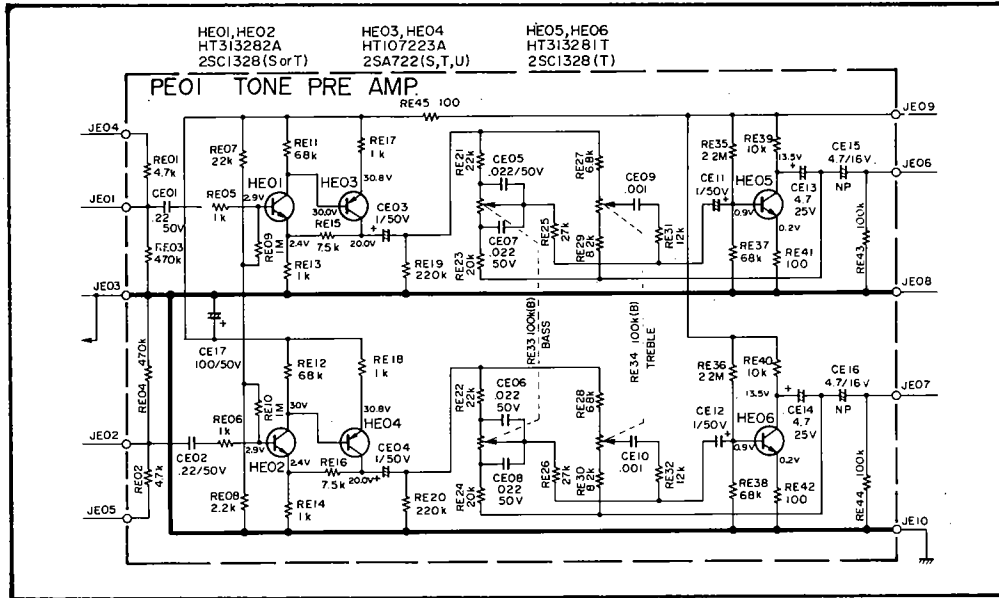 HE01,HE02 HE03,HE04 HE05,HE06
HT313282A HT107223A HT313281T
2SC1328(S or T) 2SA722(S,T,U) 2SC1328(T)
PE01 TONE PRE AMP.
RE45 100
JE09
JE04
RE01
4.7k
RE07
22k
RE11
68k
RE17
1k
RE21
22k
CE05
.022/50V
RE27
6.8k
CE09
.001
RE35
2.2M
RE39
10k
CE15
4.7/16V
NP
JE06
JE01
CE01
.22
50V
RE05
1k
HE01
2.9V
HE03
30.8V
30.0V
CE03
1/50V
RE15
7.5k
2.4V
20.0V
CE11
1/50V
HE05
13.5V
CE13
4.7
25V
0.9V
0.2V
RE03
470k
RE09
1M
RE13
1k
RE19
220k
RE23
20k
CE07
.022
50V
RE25
27k
RE29
8.2k
RE31
12k
RE37
68k
RE41
100
RE43
100k
JE03
JE08
CE17
100/50V
RE33 100k(B)
BASS
RE34 100k(B)
TREBLE
RE04
470k
RE12
68k
RE18
1k
RE22
22k
CE06
.022
50V
RE28
6.8k
RE36
2.2M
RE40
10k
CE16
4.7/16V
NP
JE07
RE10
1M
RE06
1k
30V
30.8V
HE04
CE12
1/50V
13.5V
CE14
4.7
25V
HE06
JE02
CE02
.22/50V
2.9V
HE02
2.4V
RE16
7.5k
20.0V
CE04
1/50V
CE08
.022
50V
RE26
27k
CE10
.001
RE30
8.2k
RE32
12k
0.9V
0.2V
RE02
4.7k
RE08
2.2k
RE14
1k
RE20
220k
RE24
20k
RE38
68k
RE42
100
RE44
100k
JE05
JE10